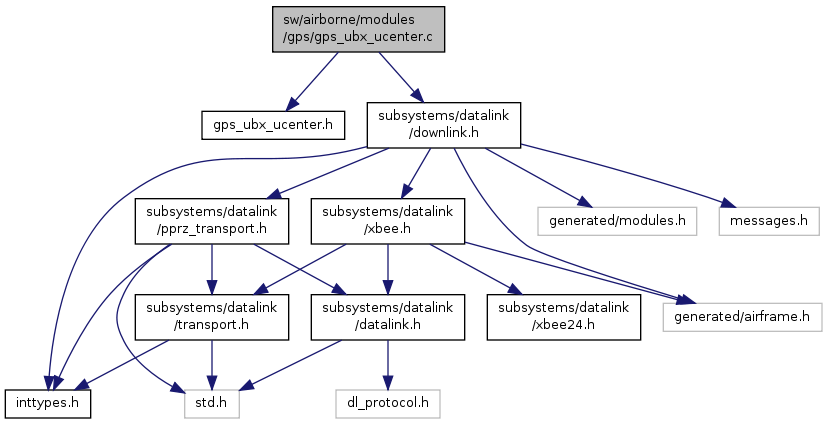 sw/airborne/modules
/gps/gps_ubx_ucenter.c
gps_ubx_ucenter.h
subsystems/datalink
/downlink.h
subsystems/datalink
/pprz_transport.h
subsystems/datalink
/xbee.h
generated/modules.h
messages.h
subsystems/datalink
/transport.h
subsystems/datalink
/datalink.h
subsystems/datalink
/xbee24.h
generated/airframe.h
inttypes.h
std.h
dl_protocol.h